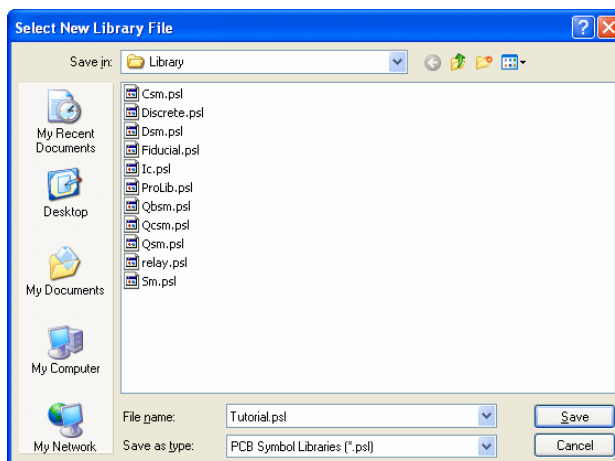 Select New Library File
Save in: Library
My Recent Documents
Desktop
My Documents
My Computer
My Network
Csm.psl
Discrete.psl
Dsm.psl
Fiducial.psl
Ic.psl
ProLib.psl
Qbsm.psl
Qcsm.psl
Qsm.psl
relay.psl
Sm.psl
File name: Tutorial.psl Save
Save as type: PCB Symbol Libraries (*.psl) Cancel